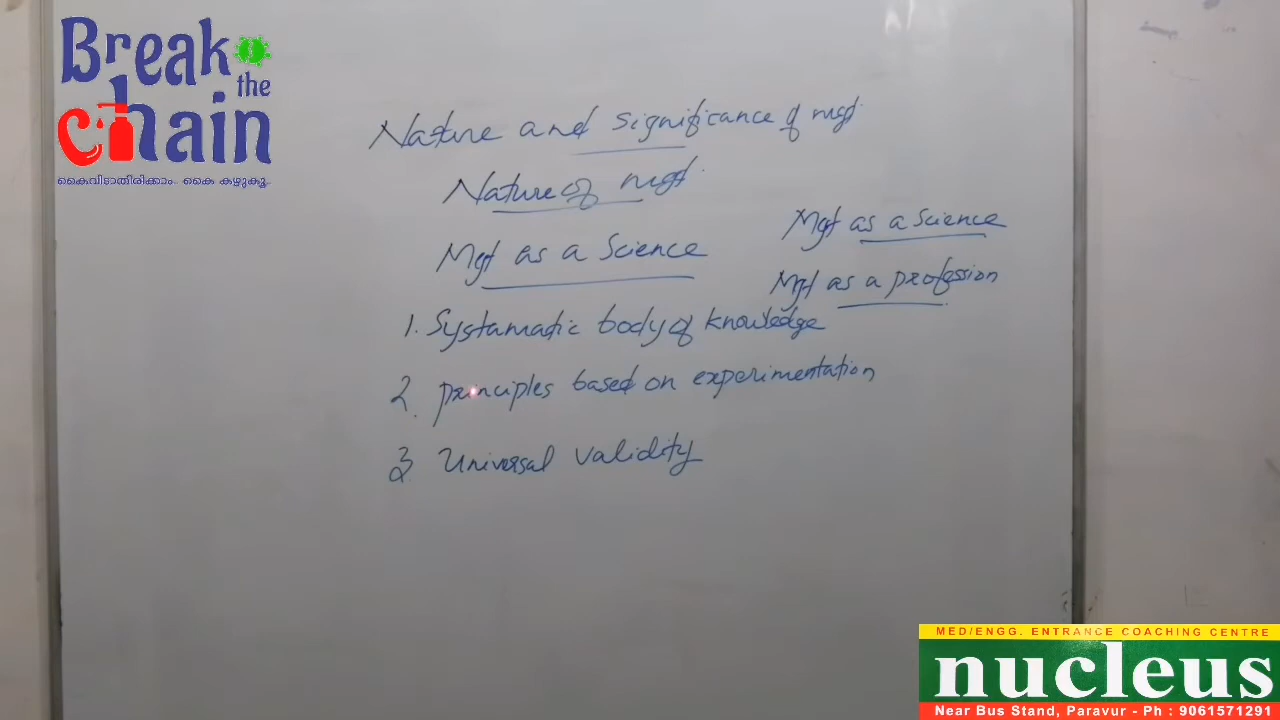 Break
the
Chain
കൈവിടാതിരിക്കാം.. കൈ കഴുകൂ..
Nature and significance of mgt
Nature of mgt
Mgt as a Science
Mgt as a Science
Mgt as a profession
1. Systamatic body of knowledge
2. principles based on experimentation
3 Universal validity
MED/ENGG. ENTRANCE COACHING CENTRE
nucleus
Near Bus Stand, Paravur - Ph : 9061571291